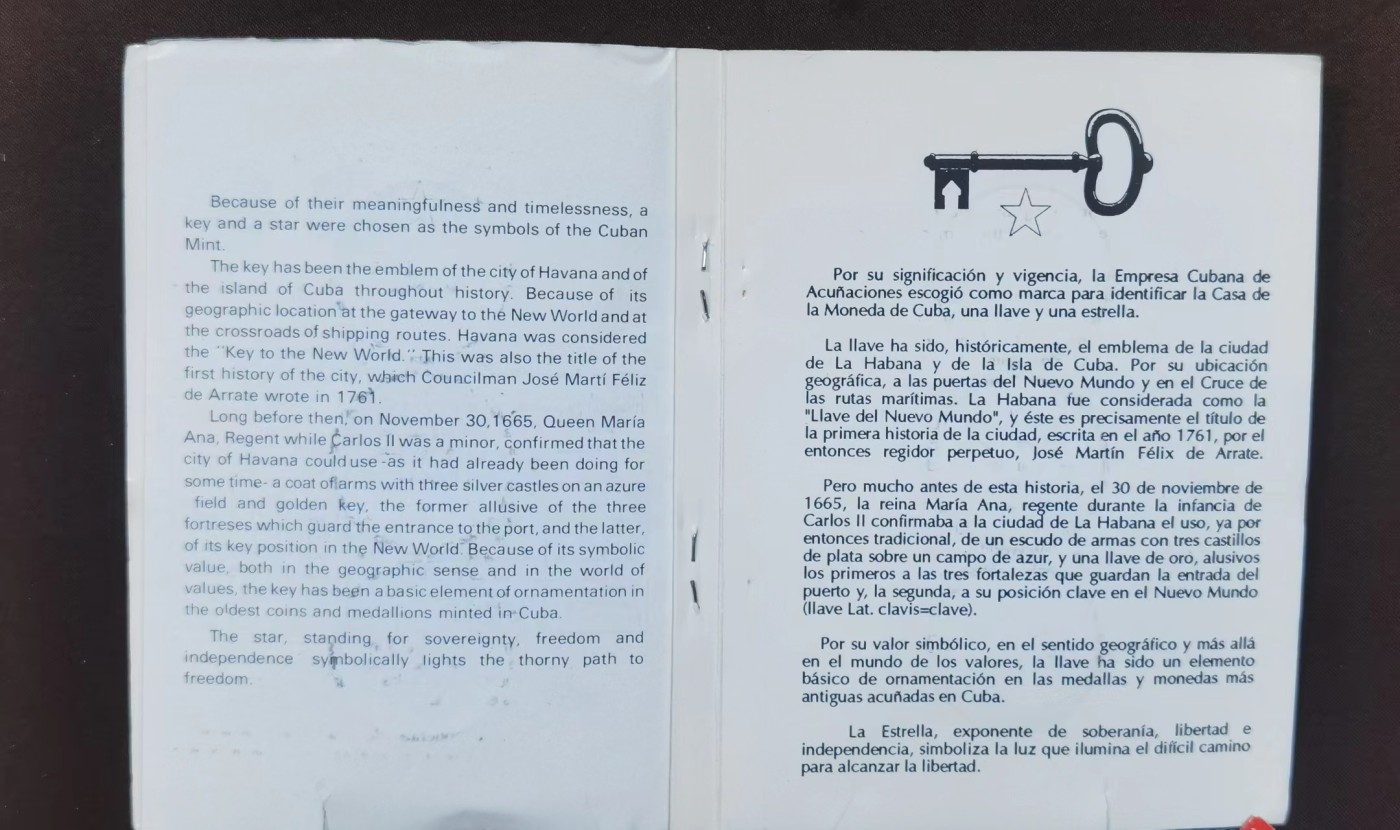 Because of their meaningfulness and timelessness, a
key and a star were chosen as the symbols of the Cuban
Mint.
The key has been the emblem of the city of Havana and of
the island of Cuba throughout history. Because of its
geographic location at the gateway to the New World and at
the crossroads of shipping routes. Havana was considered
the "Key to the New World." This was also the title of the
first history of the city, which Councilman José Martí Féliz
de Arrate wrote in 1761.
Long before then, on November 30,1665, Queen María
Ana, Regent while Carlos II was a minor, confirmed that the
city of Havana could use -as it had already been doing for
some time- a coat of arms with three silver castles on an azure
field and golden key, the former allusive of the three
fortreses which guard the entrance to the port, and the latter,
of its key position in the New World. Because of its symbolic
value, both in the geographic sense and in the world of
values, the key has been a basic element of ornamentation in
the oldest coins and medallions minted in Cuba.
The star, standing for sovereignty, freedom and
independence symbolically lights the thorny path to
freedom.
Por su significación y vigencia, la Empresa Cubana de
Acuñaciones escogió como marca para identificar la Casa de
la Moneda de Cuba, una llave y una estrella.
La llave ha sido, históricamente, el emblema de la ciudad
de La Habana y de la Isla de Cuba. Por su ubicación
geográfica, a las puertas del Nuevo Mundo y en el Cruce de
las rutas marítimas. La Habana fue considerada como la
"Llave del Nuevo Mundo", y éste es precisamente el título de
la primera historia de la ciudad, escrita en el año 1761, por el
entonces regidor perpetuo, José Martín Félix de Arrate.
Pero mucho antes de esta historia, el 30 de noviembre de
1665, la reina María Ana, regente durante la infancia de
Carlos II confirmaba a la ciudad de La Habana el uso, ya por
entonces tradicional, de un escudo de armas con tres castillos
de plata sobre un campo de azur, y una llave de oro, alusivos
los primeros a las tres fortalezas que guardan la entrada del
puerto y, la segunda, a su posición clave en el Nuevo Mundo
(llave Lat. clavis=clave).
Por su valor simbólico, en el sentido geográfico y más allá
en el mundo de los valores, la llave ha sido un elemento
básico de ornamentación en las medallas y monedas más
antiguas acuñadas en Cuba.
La Estrella, exponente de soberanía, libertad e
independencia, simboliza la luz que ilumina el difícil camino
para alcanzar la libertad.